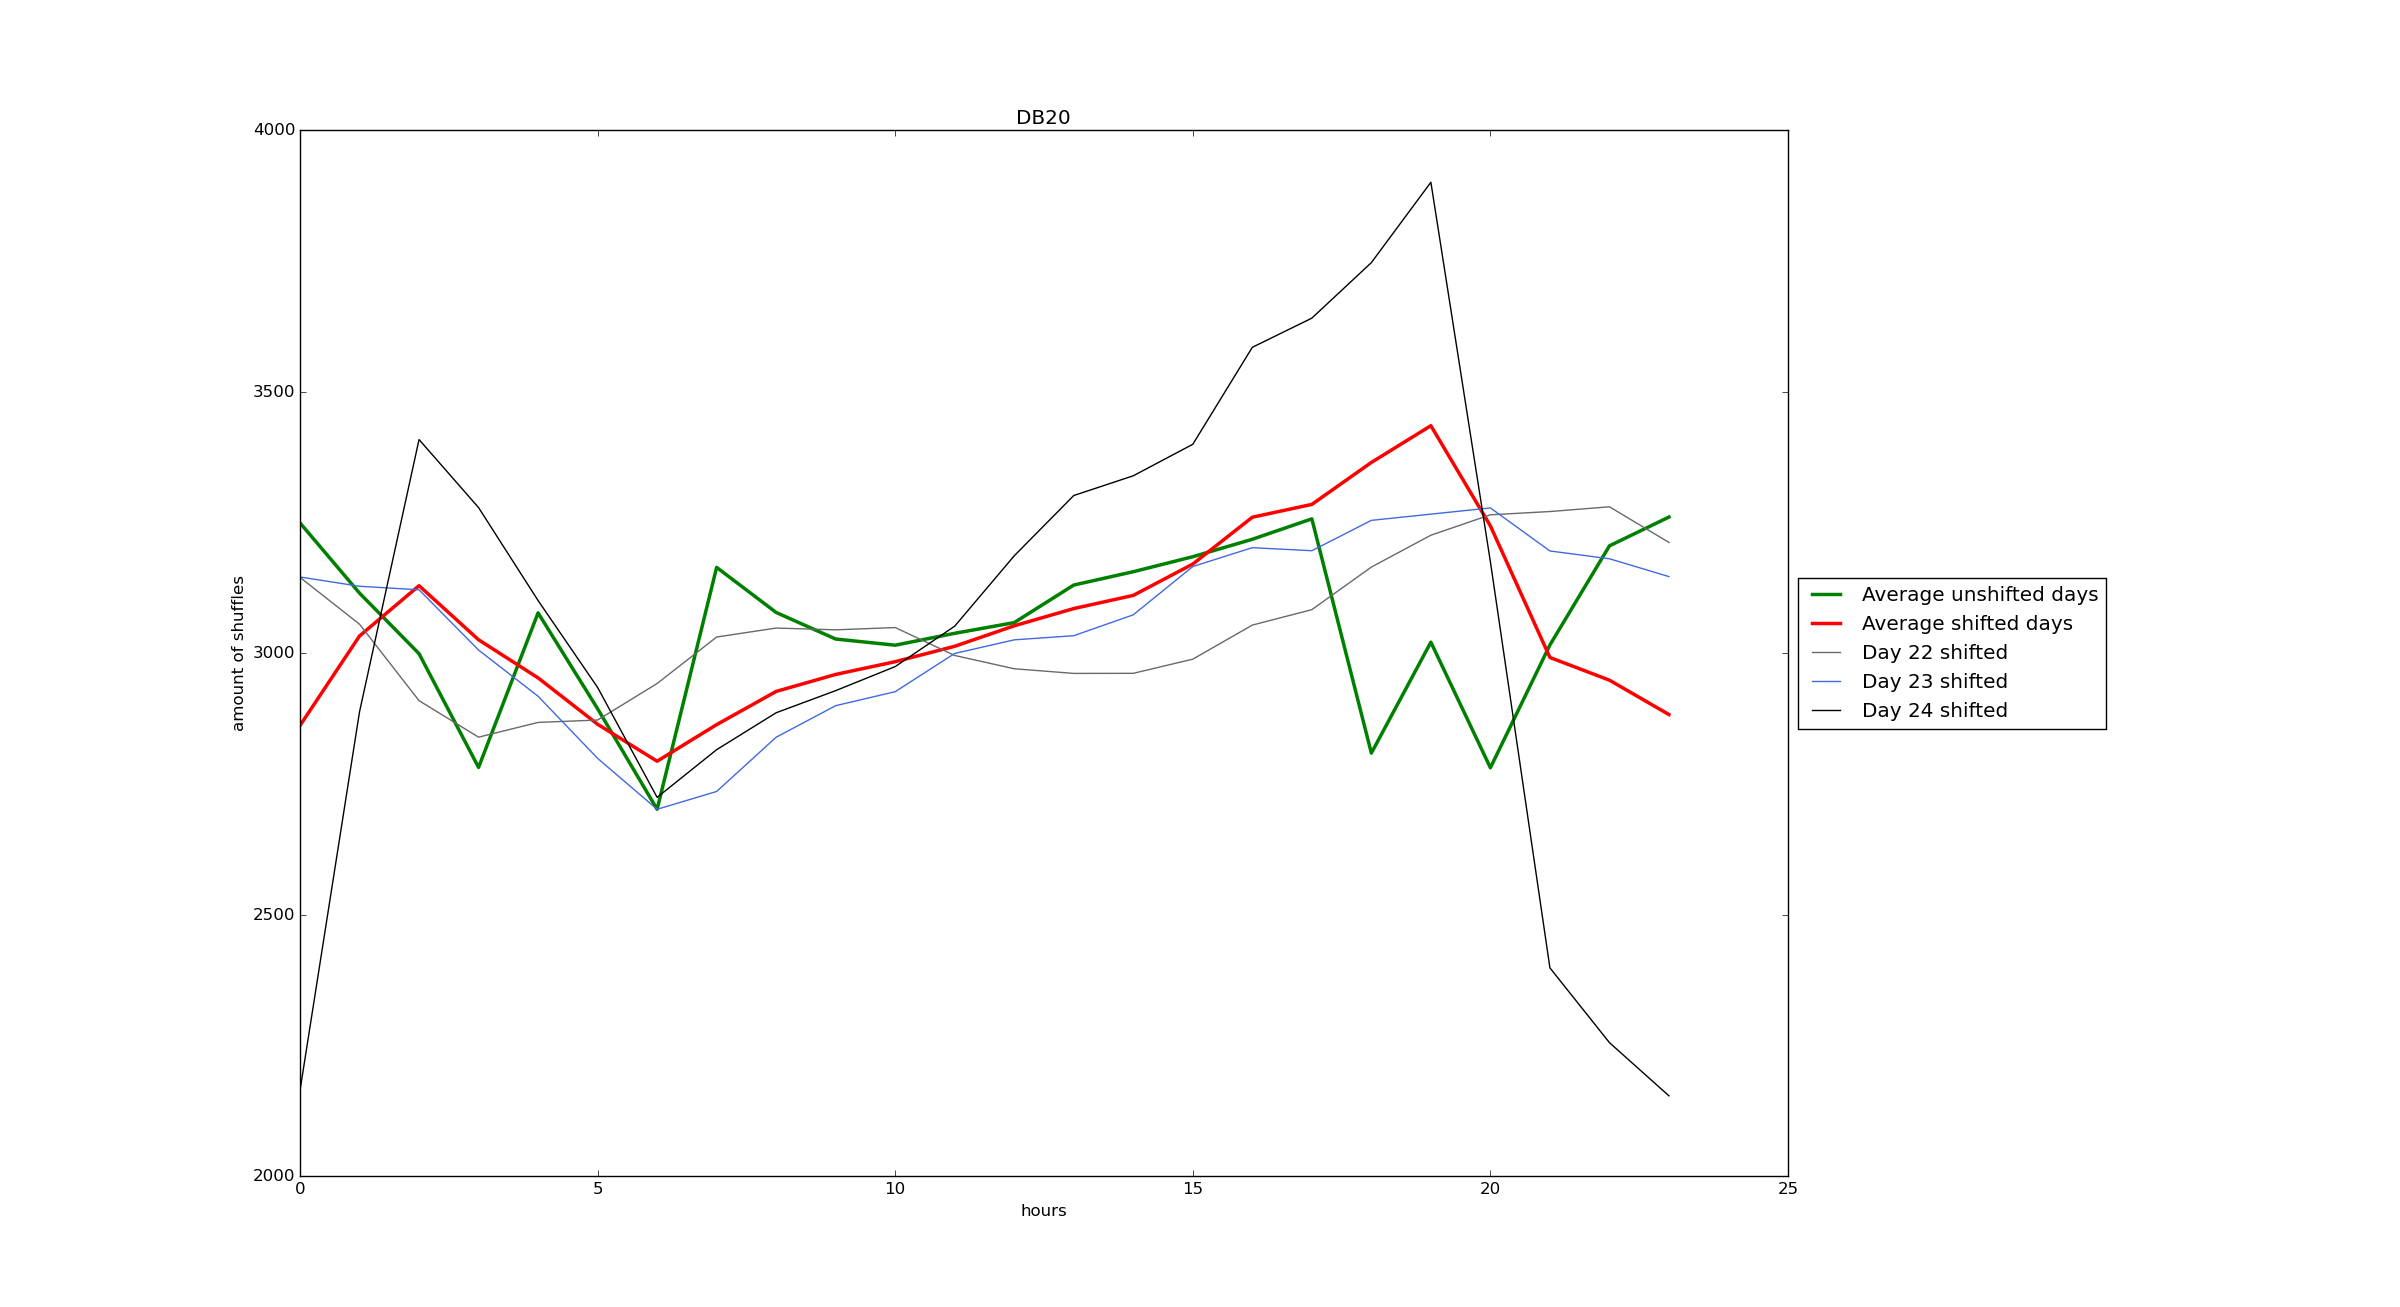 DB20
4000
3500
3000
2500
2000
amount of shuffles
0 5 10 15 20 25
hours
Average unshifted days
Average shifted days
Day 22 shifted
Day 23 shifted
Day 24 shifted